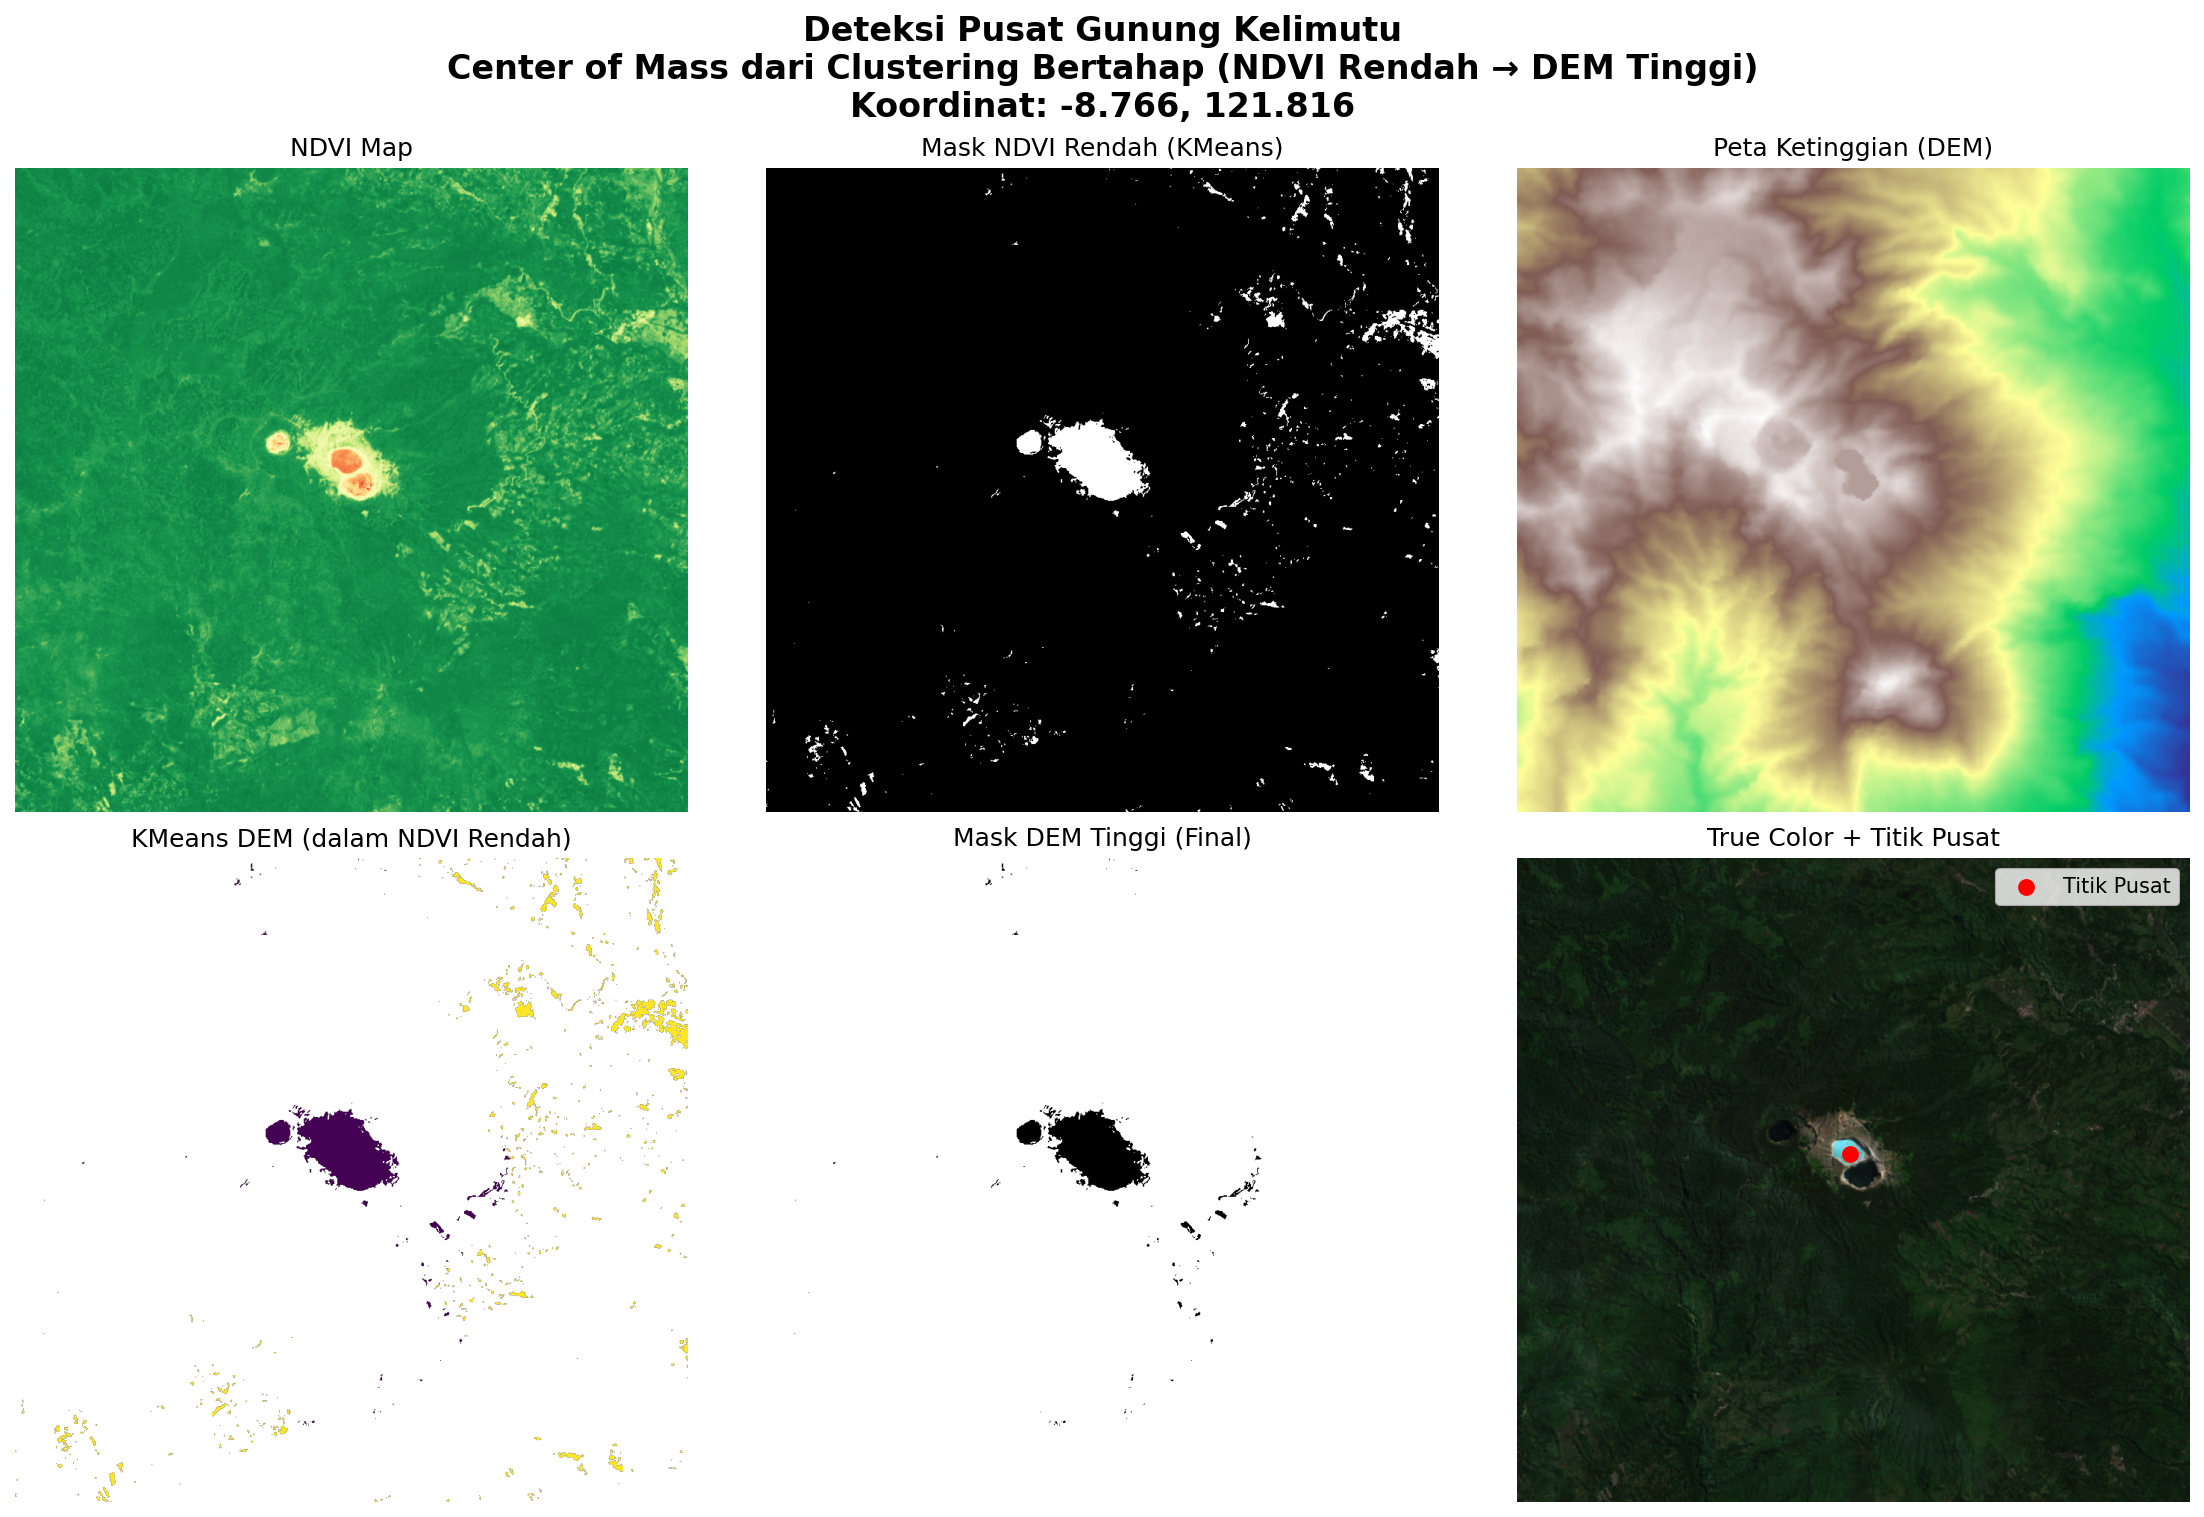 Deteksi Pusat Gunung Kelimutu
Center of Mass dari Clustering Bertahap (NDVI Rendah → DEM Tinggi)
Koordinat: -8.766, 121.816
NDVI Map
Mask NDVI Rendah (KMeans)
Peta Ketinggian (DEM)
KMeans DEM (dalam NDVI Rendah)
Mask DEM Tinggi (Final)
True Color + Titik Pusat
Titik Pusat